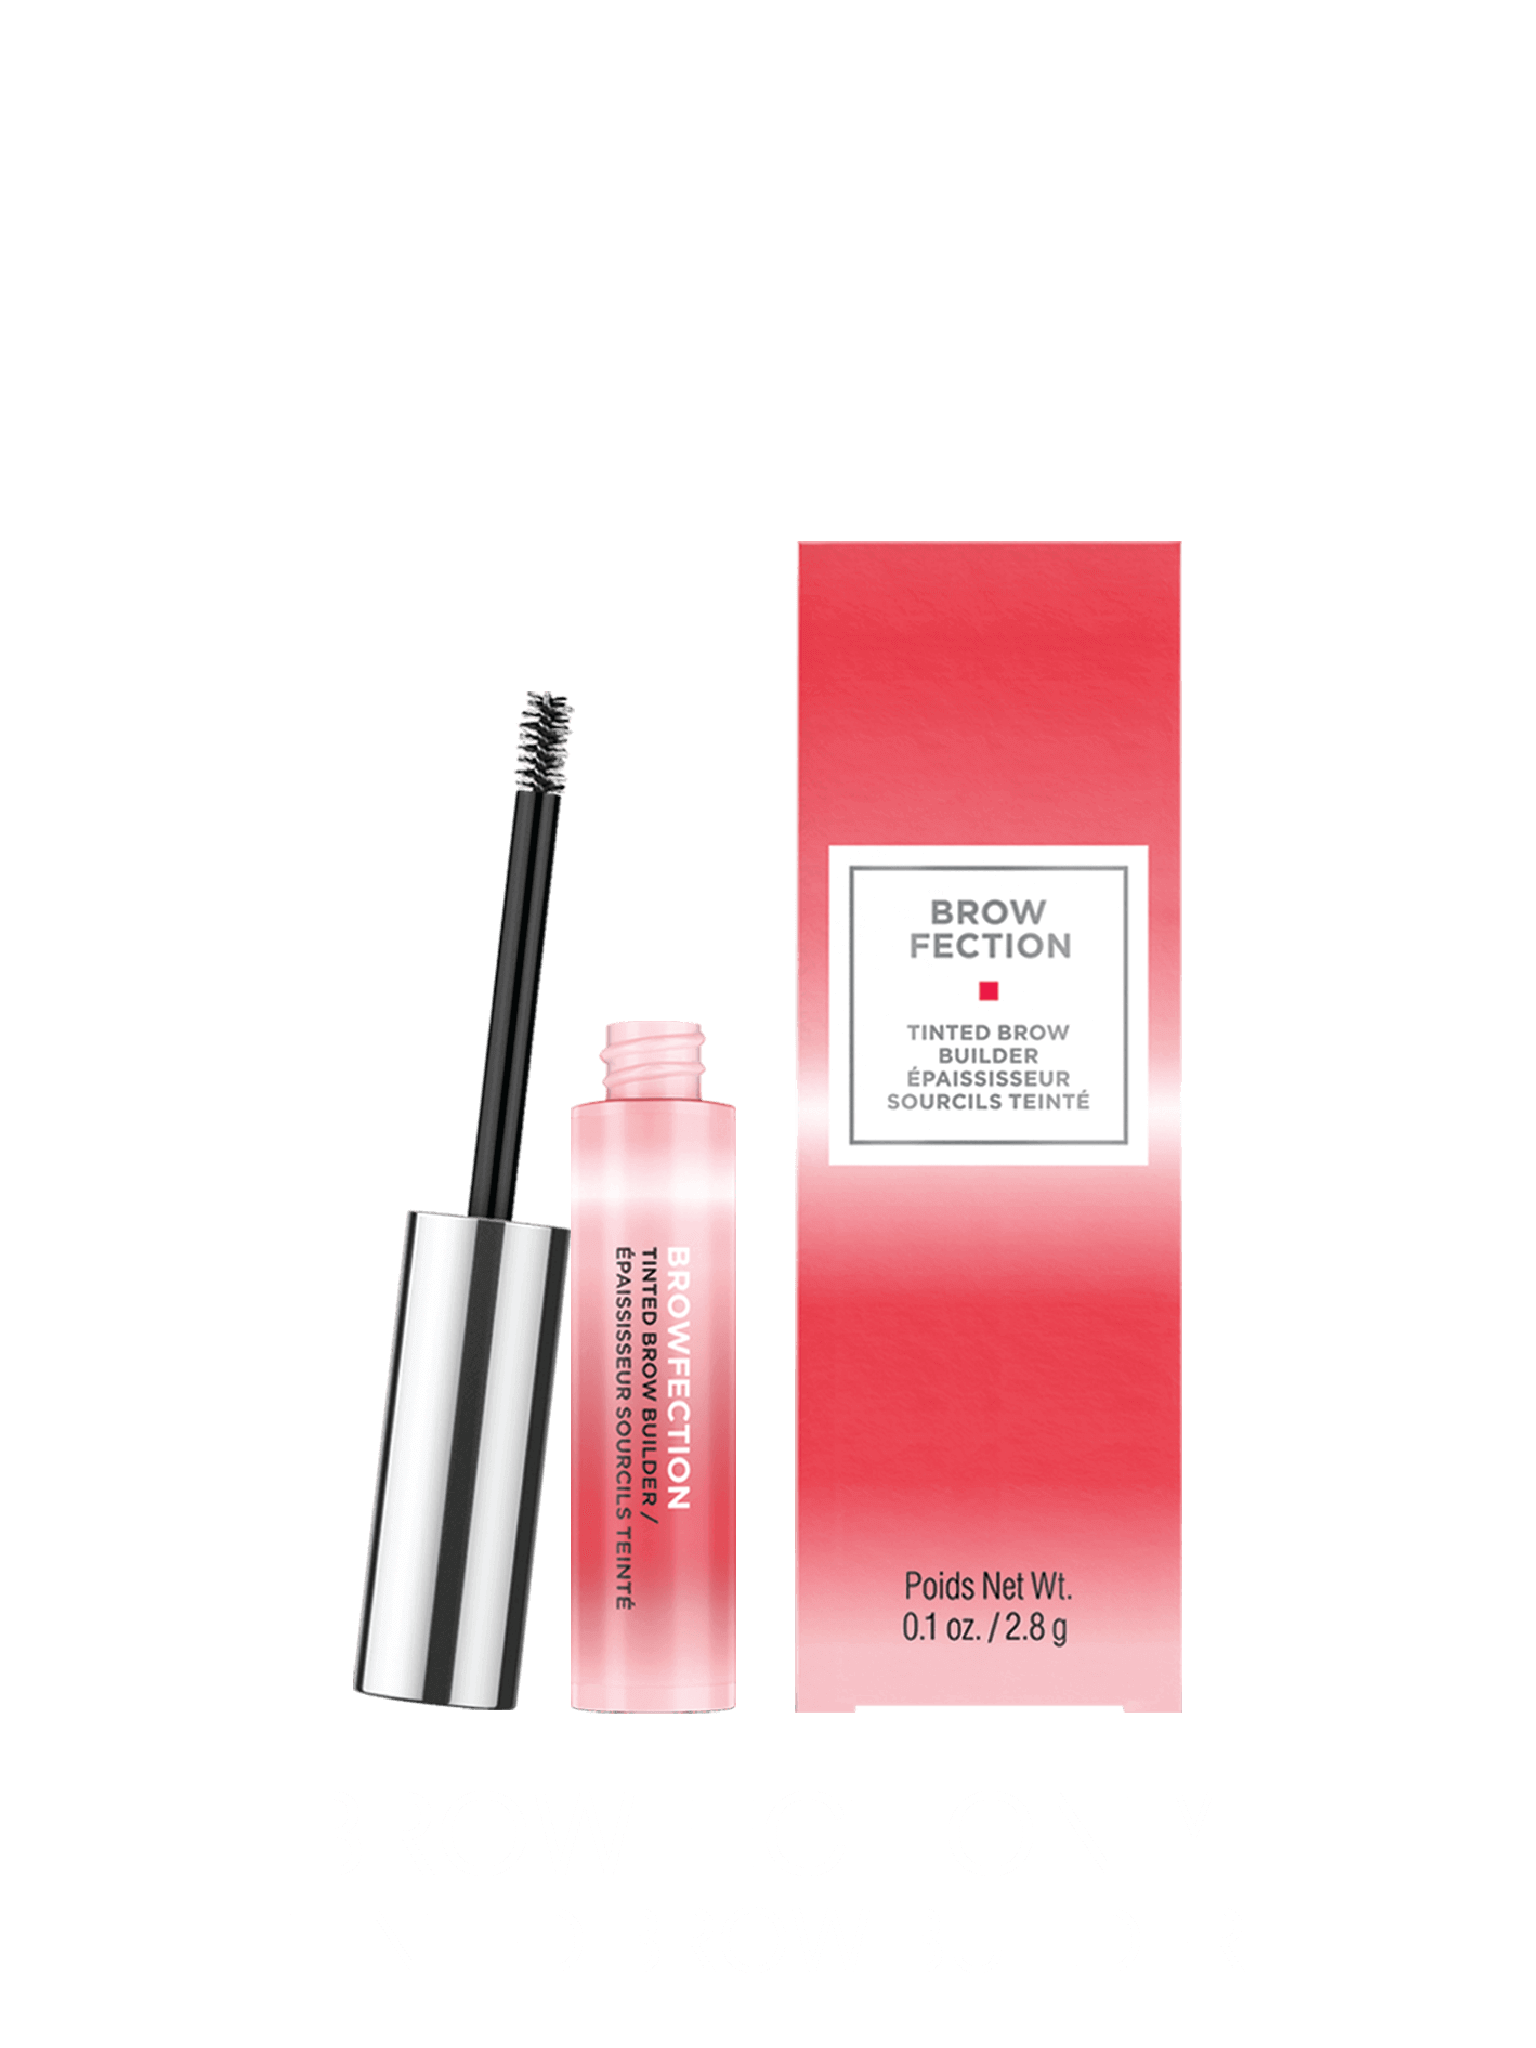 BROWFECTION
TINTED BROW BUILDER /
ÉPAISSISSEUR SOURCILS TEINTÉ
BROW
FECTION
TINTED BROW
BUILDER
ÉPAISSISSEUR
SOURCILS TEINTÉ
Poids Net Wt.
0.1 oz. / 2.8 g